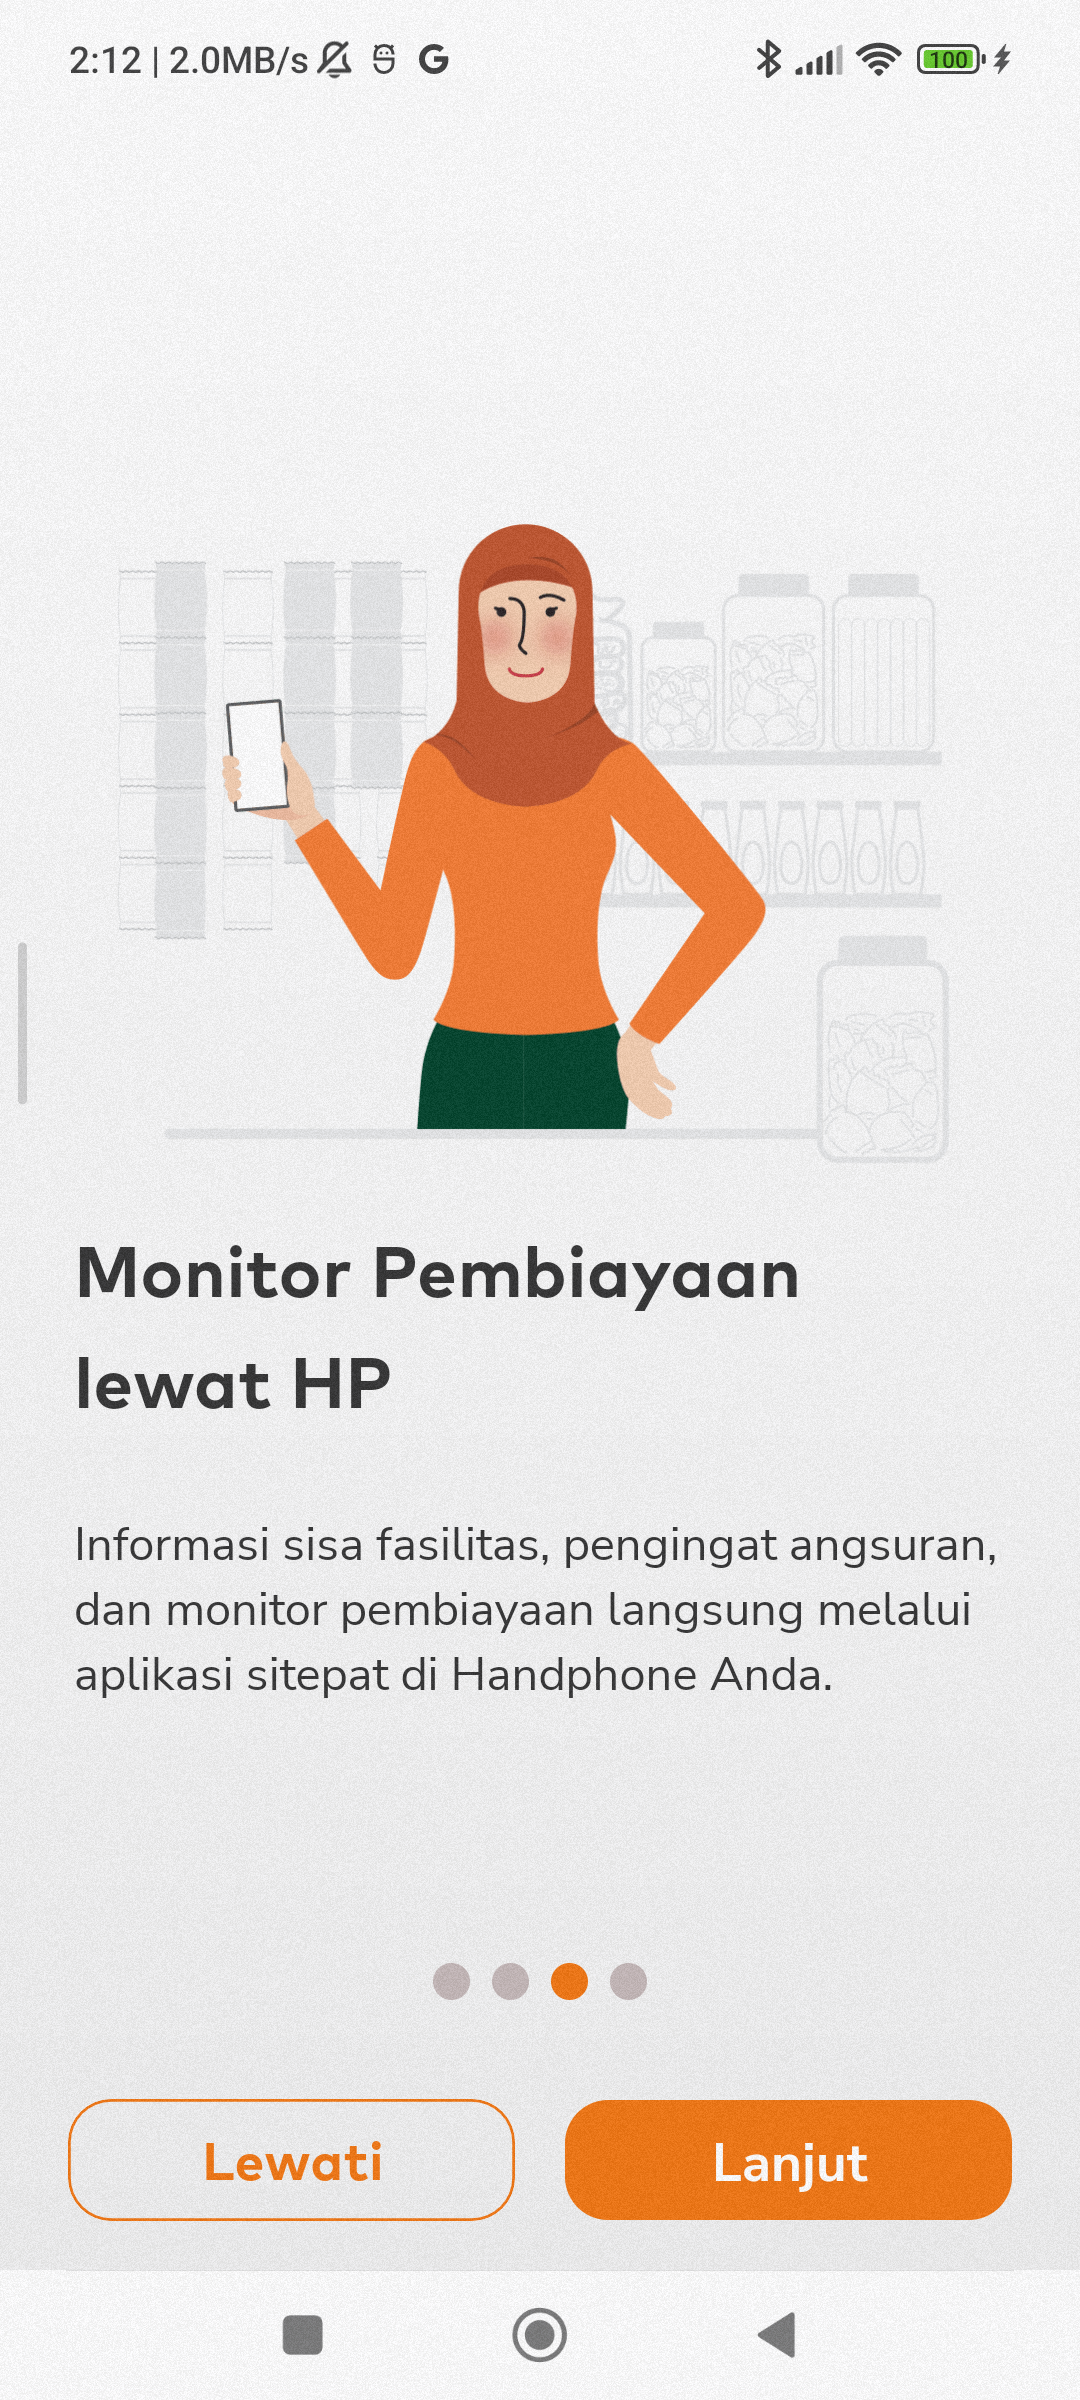 2:12 | 2.0MB/s
100
Monitor Pembiayaan
lewat HP
Informasi sisa fasilitas, pengingat angsuran,
dan monitor pembiayaan langsung melalui
aplikasi sitepat di Handphone Anda.
Lewati
Lanjut